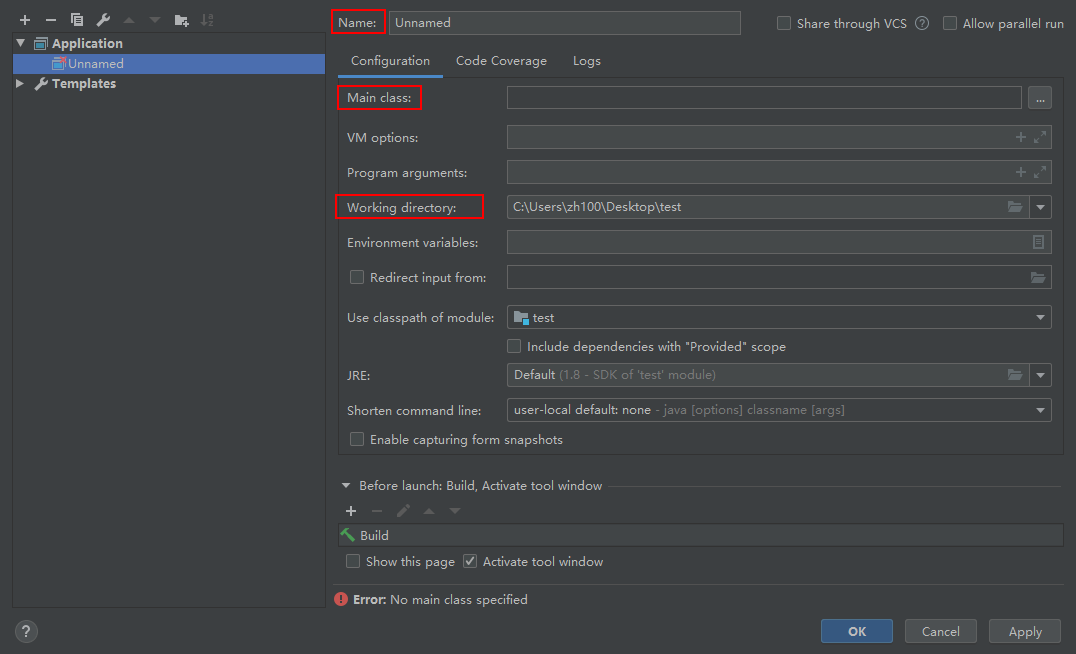 Name: Unnamed Share through VCS ? Allow parallel run
Application
Unnamed
Templates
Configuration Code Coverage Logs
Main class: ...
VM options:
Program arguments:
Working directory: C:\Users\zh100\Desktop\test
Environment variables:
Redirect input from:
Use classpath of module: test
Include dependencies with "Provided" scope
JRE: Default (1.8 - SDK of 'test' module)
Shorten command line: user-local default: none - java [options] classname [args]
Enable capturing form snapshots
Before launch: Build, Activate tool window
Build
Show this page Activate tool window
Error: No main class specified
? OK Cancel Apply